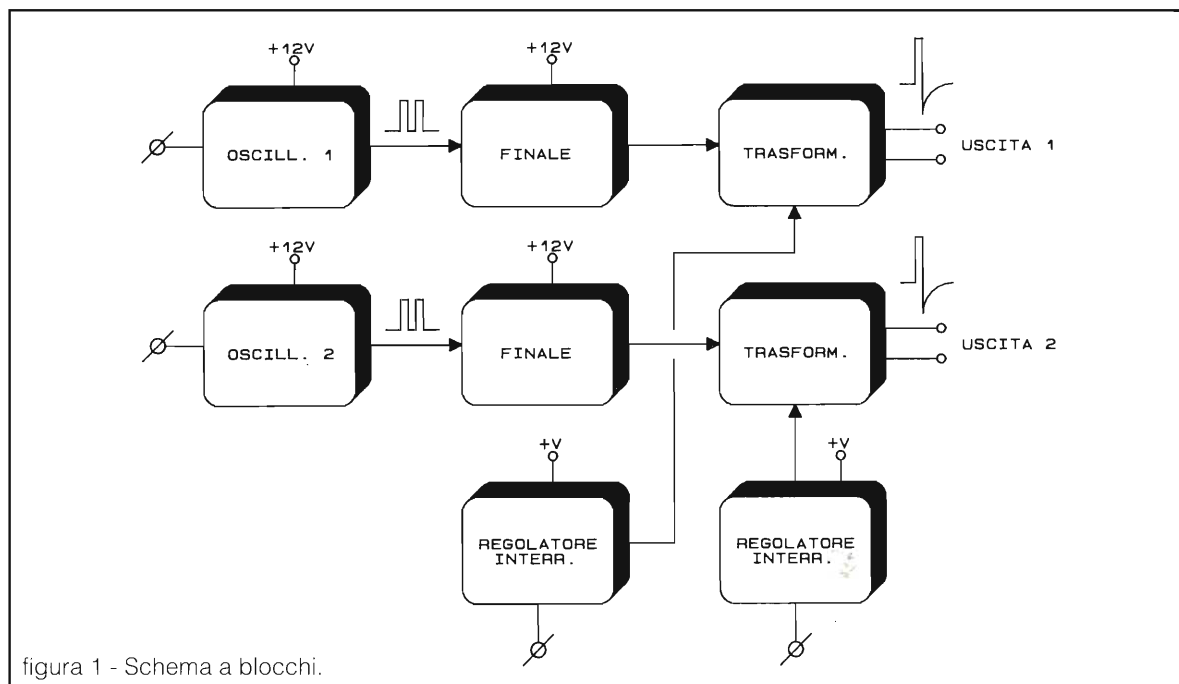 +12V
+12V
OSCILL. 1
FINALE
TRASFORM.
USCITA 1
+12V
+12V
OSCILL. 2
FINALE
TRASFORM.
USCITA 2
+V
+V
REGOLATORE
INTERR.
REGOLATORE
INTERR.
figura 1 - Schema a blocchi.